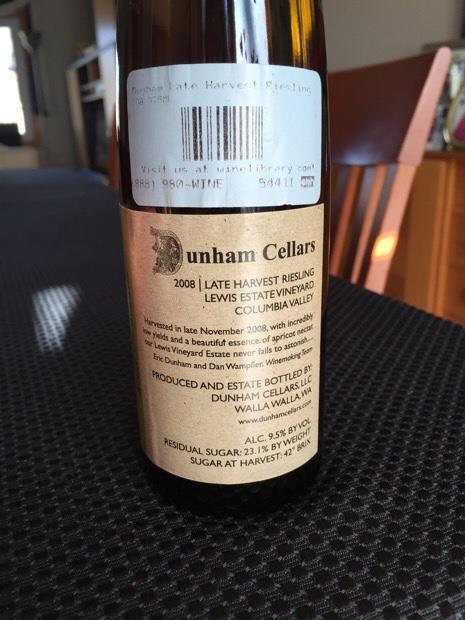 Dunham Late Harvest Riesling
Visit us at winelibrary.com!
(888) 980-WINE 54411
Dunham Cellars
2008 | LATE HARVEST RIESLING
LEWIS ESTATE VINEYARD
COLUMBIA VALLEY
Harvested in late November 2008, with incredibly
low yields and a beautiful essence of apricot nectar,
our Lewis Vineyard Estate never fails to astonish....
Eric Dunham and Dan Wampfler, Winemaking Team
PRODUCED AND ESTATE BOTTLED BY:
DUNHAM CELLARS, LLC
WALLA WALLA, WA
www.dunhamcellars.com
ALC. 9.5% BY VOL
RESIDUAL SUGAR: 23.1% BY WEIGHT
SUGAR AT HARVEST: 42° BRIX